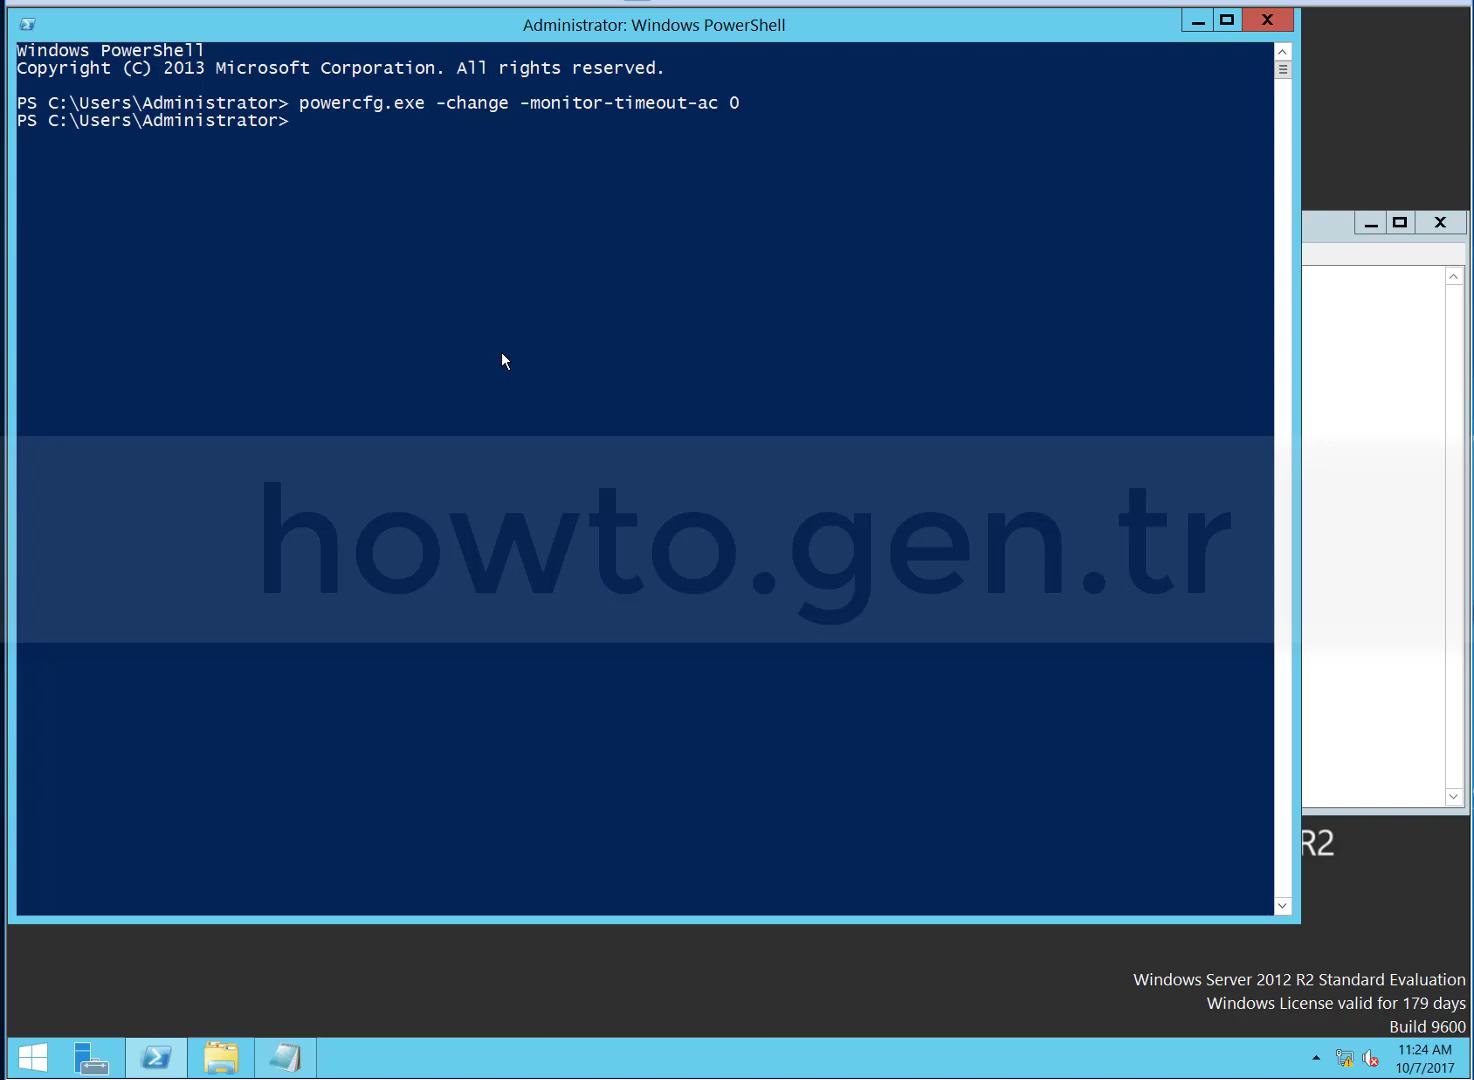 Administrator: Windows PowerShell
Windows PowerShell
Copyright (C) 2013 Microsoft Corporation. All rights reserved.
PS C:\Users\Administrator> powercfg.exe -change -monitor-timeout-ac 0
PS C:\Users\Administrator>
howto.gen.tr
R2
Windows Server 2012 R2 Standard Evaluation
Windows License valid for 179 days
Build 9600
11:24 AM
10/7/2017